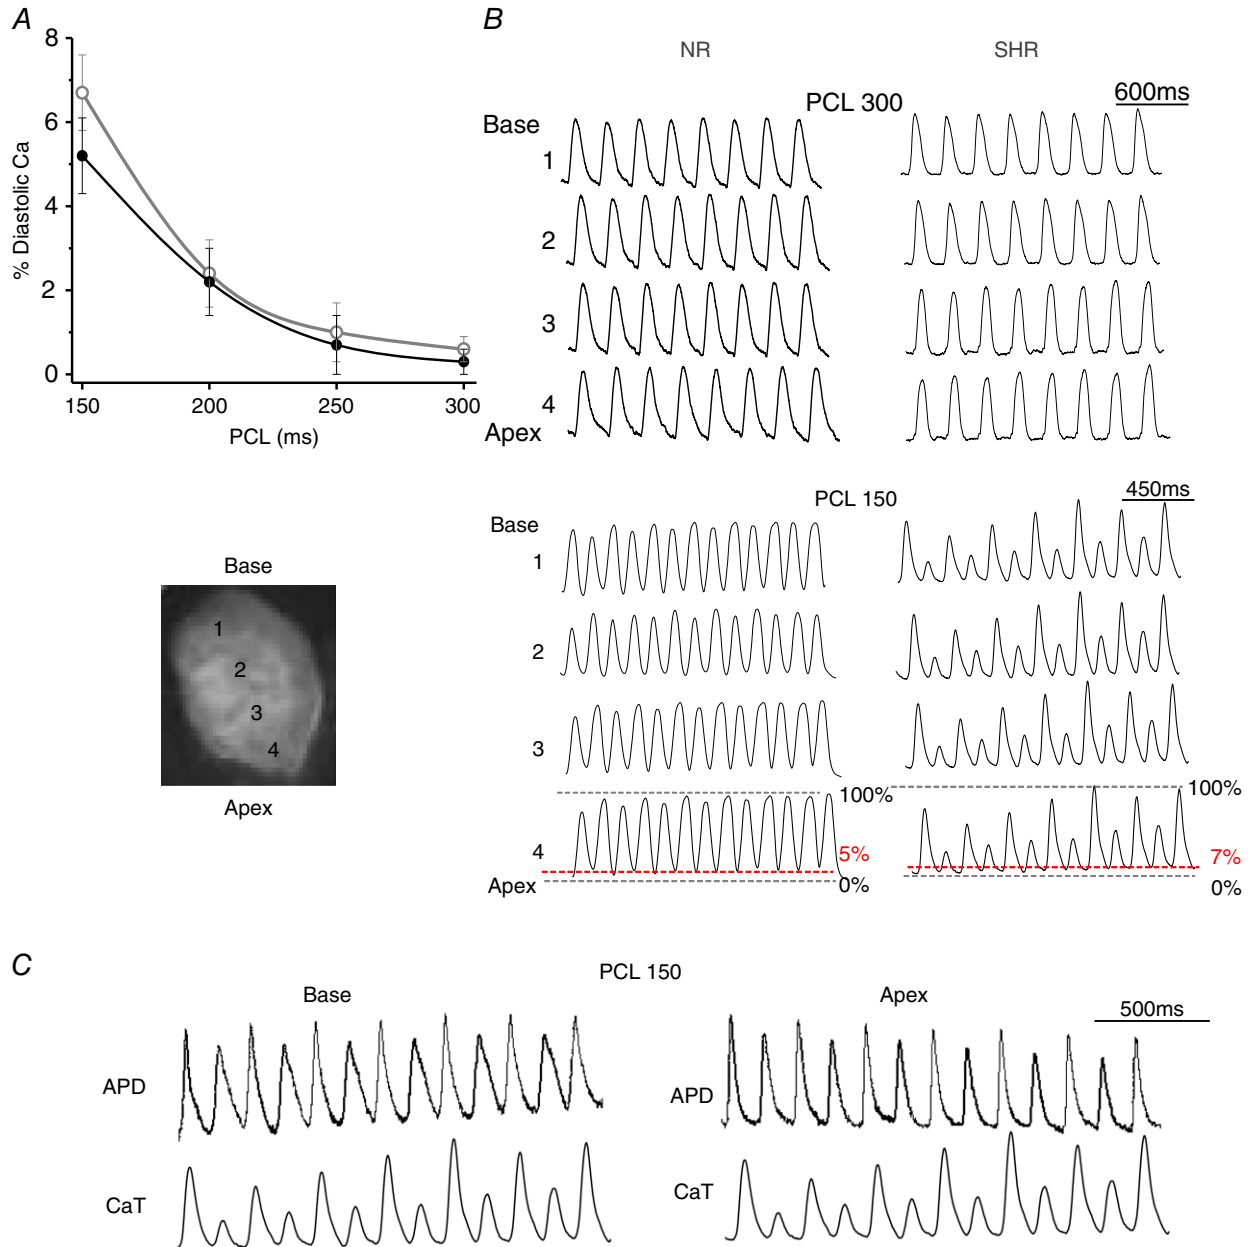 A
8
6
4
2
0
% Diastolic Ca
150 200 250 300
PCL (ms)
Base
1
2
3
4
Apex
B
NR SHR
PCL 300 600ms
Base
1
2
3
4
Apex
PCL 150 450ms
Base
1
2
3
100% 100%
4 5% 7%
Apex 0% 0%
C
PCL 150
Base Apex
500ms
APD APD
CaT CaT